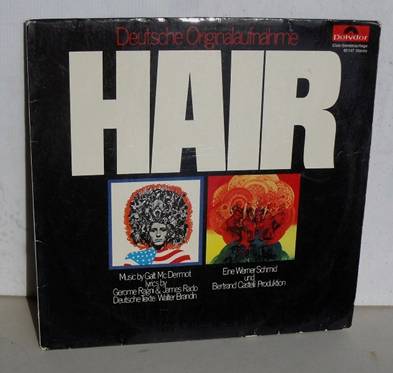 Deutsche Originalaufnahme
Polydor
HAIR
Music by Galt Mc Dermot
lyrics by
Gerome Ragni & James Rado
Deutsche Texte: Walter Brandin
Eine Werner Schmid
und
Bertrand Castelli Produktion